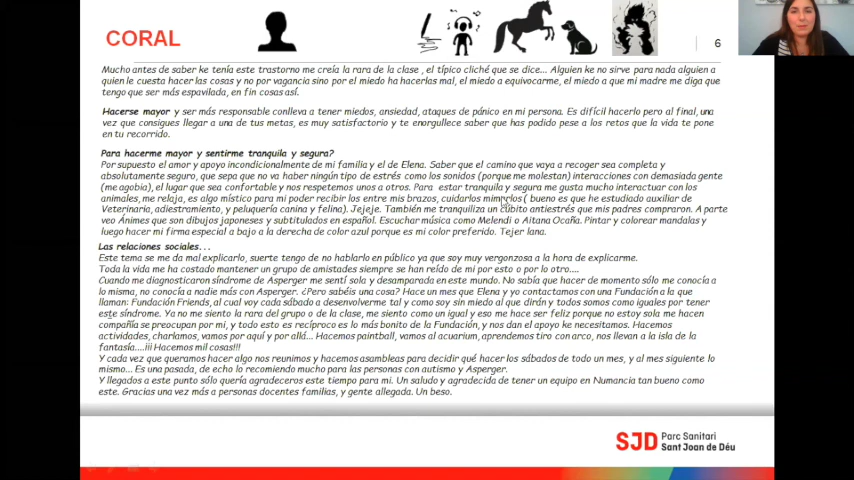 CORAL
6
Mucho antes de saber ke tenía este trastorno me creía la rara de la clase , el típico cliché que se dice... Alguien ke no sirve para nada alguien a
quien le cuesta hacer las cosas y no por vagancia sino por el miedo ha hacerlas mal, el miedo a equivocarme, el miedo a que mi madre me diga que
tengo que ser más espavilada, en fin cosas así.
Hacerse mayor y ser más responsable conlleva a tener miedos, ansiedad, ataques de pánico en mi persona. Es difícil hacerlo pero al final, una
vez que consigues llegar a una de tus metas, es muy satisfactorio y te enorgullece saber que has podido pese a los retos que la vida te pone
en tu recorrido.
Para hacerme mayor y sentirme tranquila y segura?
Por supuesto el amor y apoyo incondicionalmente de mi familia y el de Elena. Saber que el camino que vaya a recoger sea completa y
absolutamente seguro, que sepa que no va haber ningún tipo de estrés como los sonidos (porque me molestan) interacciones con demasiada gente
(me agobia), el lugar que sea confortable y nos respetemos unos a otros. Para estar tranquila y segura me gusta mucho interactuar con los
animales, me relaja, es algo místico para mi poder recibir los entre mis brazos, cuidarlos mimarlos( bueno es que he estudiado auxiliar de
Veterinaria, adiestramiento, y peluquería canina y felina). Jejeje. También me tranquiliza un cubito antiestrés que mis padres compraron. A parte
veo Ánimes que son dibujos japoneses y subtitulados en español. Escuchar música como Melendi o Aitana Ocaña. Pintar y colorear mandalas y
luego hacer mi firma especial a bajo a la derecha de color azul porque es mi color preferido. Tejer lana.
Las relaciones sociales...
Este tema se me da mal explicarlo, suerte tengo de no hablarlo en público ya que soy muy vergonzosa a la hora de explicarme.
Toda la vida me ha costado mantener un grupo de amistades siempre se han reído de mi por esto o por lo otro....
Cuando me diagnosticaron síndrome de Asperger me sentí sola y desamparada en este mundo. No sabía que hacer de momento sólo me conocía a
lo misma, no conocía a nadie más con Asperger. ¿Pero sabéis una cosa? Hace un mes que Elena y yo contactamos con una Fundación a la que
llaman: Fundación Friends, al cual voy cada sábado a desenvolverme tal y como soy sin miedo al que dirán y todos somos como iguales por tener
este síndrome. Ya no me siento la rara del grupo o de la clase, me siento como un igual y eso me hace ser feliz porque no estoy sola me hacen
compañía se preocupan por mi, y todo esto es recíproco es lo más bonito de la Fundación, y nos dan el apoyo ke necesitamos. Hacemos
actividades, charlamos, vamos por aquí y por allá... Hacemos paintball, vamos al acuarium, aprendemos tiro con arco, nos llevan a la isla de la
fantasía....¡¡¡ Hacemos mil cosas!!!
Y cada vez que queramos hacer algo nos reunimos y hacemos asambleas para decidir qué hacer los sábados de todo un mes, y al mes siguiente lo
mismo... Es una pasada, de echo lo recomiendo mucho para las personas con autismo y Asperger.
Y llegados a este punto sólo quería agradeceros este tiempo para mi. Un saludo y agradecida de tener un equipo en Numancia tan bueno como
este. Gracias una vez más a personas docentes familias, y gente allegada. Un beso.
SJD Parc Sanitari
Sant Joan de Déu